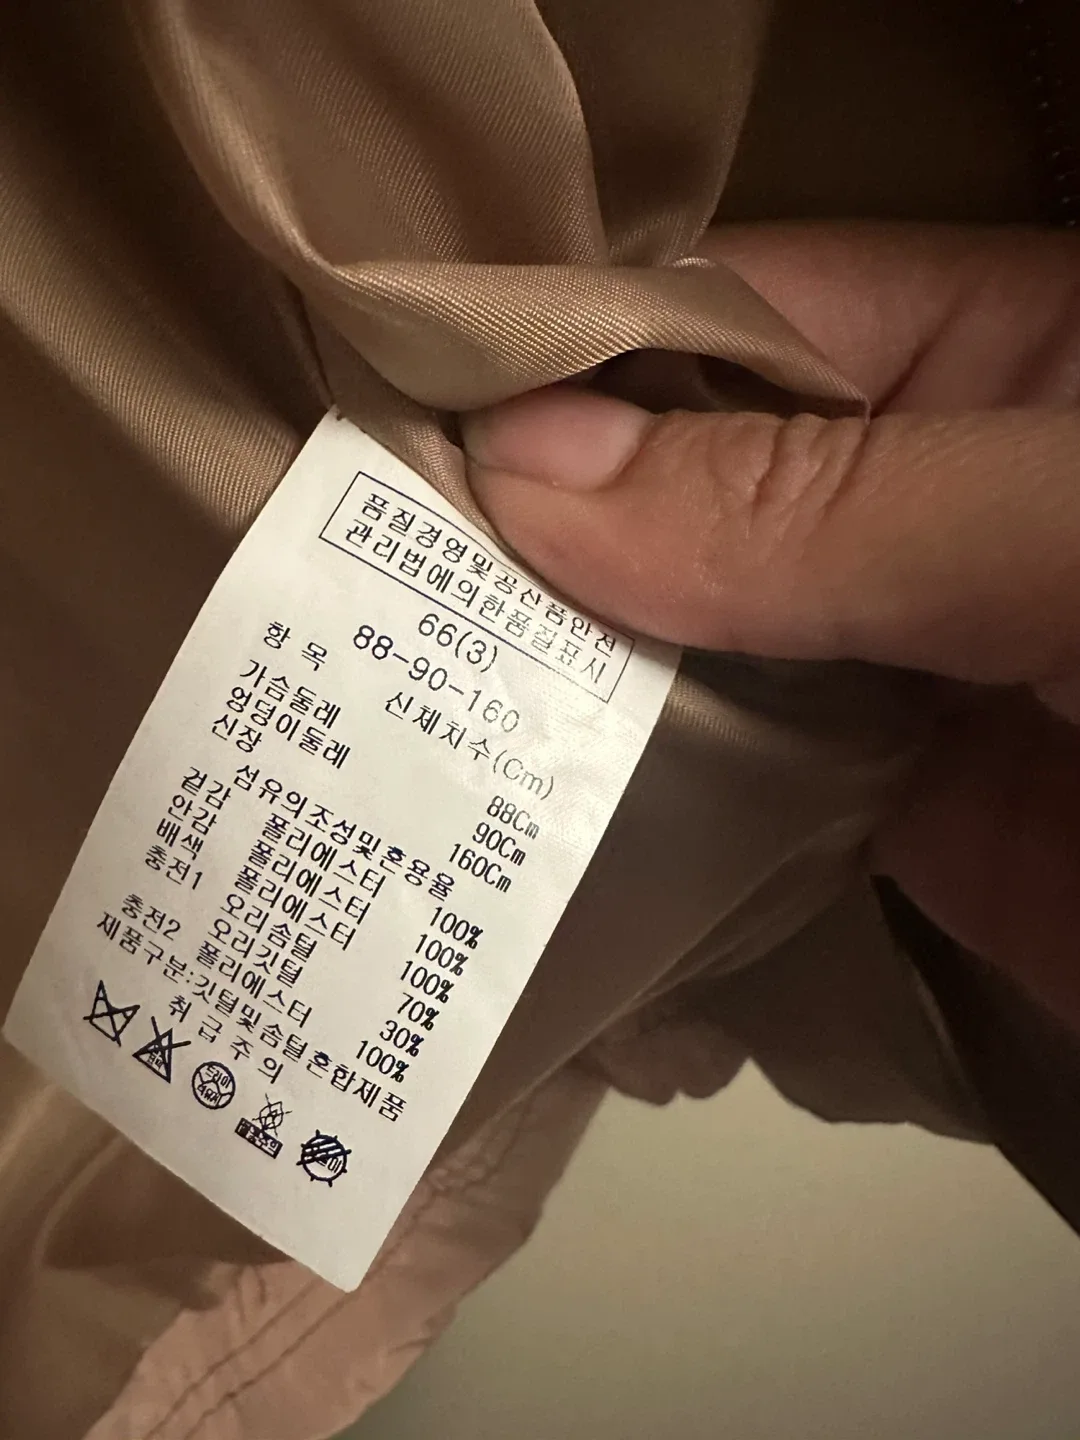 품질경영및공산품안전
관리법에의한품질표시
66(3)
88-90-160
항 목 신체치수(Cm)
가슴둘레 88Cm
엉덩이둘레 90Cm
신장 160Cm
섬유의조성및혼용율
겉감 폴리에스터 100%
안감 폴리에스터 100%
배색 폴리에스터 100%
충전1 오리솜털 70%
오리깃털 30%
충전2 폴리에스터 100%
제품구분:깃털및솜털혼합제품
취 급 주 의